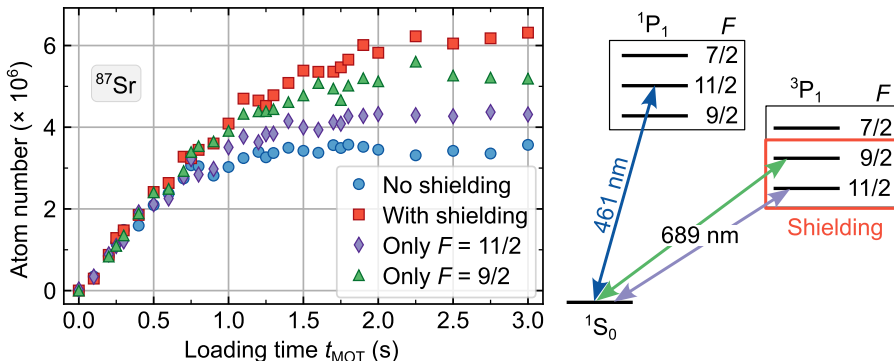 Atom number (× 10⁶)
6
4
2
0
⁸⁷Sr
No shielding
With shielding
Only F = 11/2
Only F = 9/2
0.0 0.5 1.0 1.5 2.0 2.5 3.0
Loading time t_MOT (s)
¹P₁ F
7/2
11/2
9/2
³P₁ F
7/2
9/2
11/2
Shielding
461 nm
689 nm
¹S₀